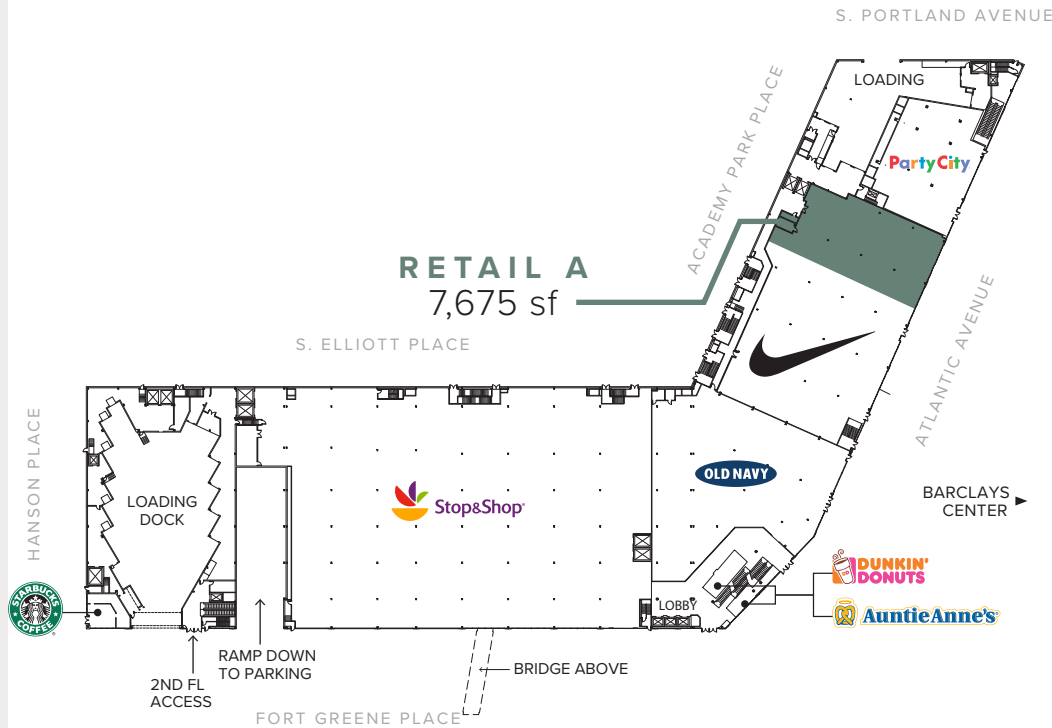 S. PORTLAND AVENUE
LOADING
ACADEMY PARK PLACE
Party City
RETAIL A
7,675 sf
S. ELLIOTT PLACE
ATLANTIC AVENUE
HANSON PLACE
OLD NAVY
Stop&Shop®
LOADING
DOCK
BARCLAYS
CENTER
DUNKIN'
DONUTS
STARBUCKS
COFFEE
LOBBY
Auntie Anne's
RAMP DOWN
TO PARKING
BRIDGE ABOVE
2ND FL
ACCESS
FORT GREENE PLACE